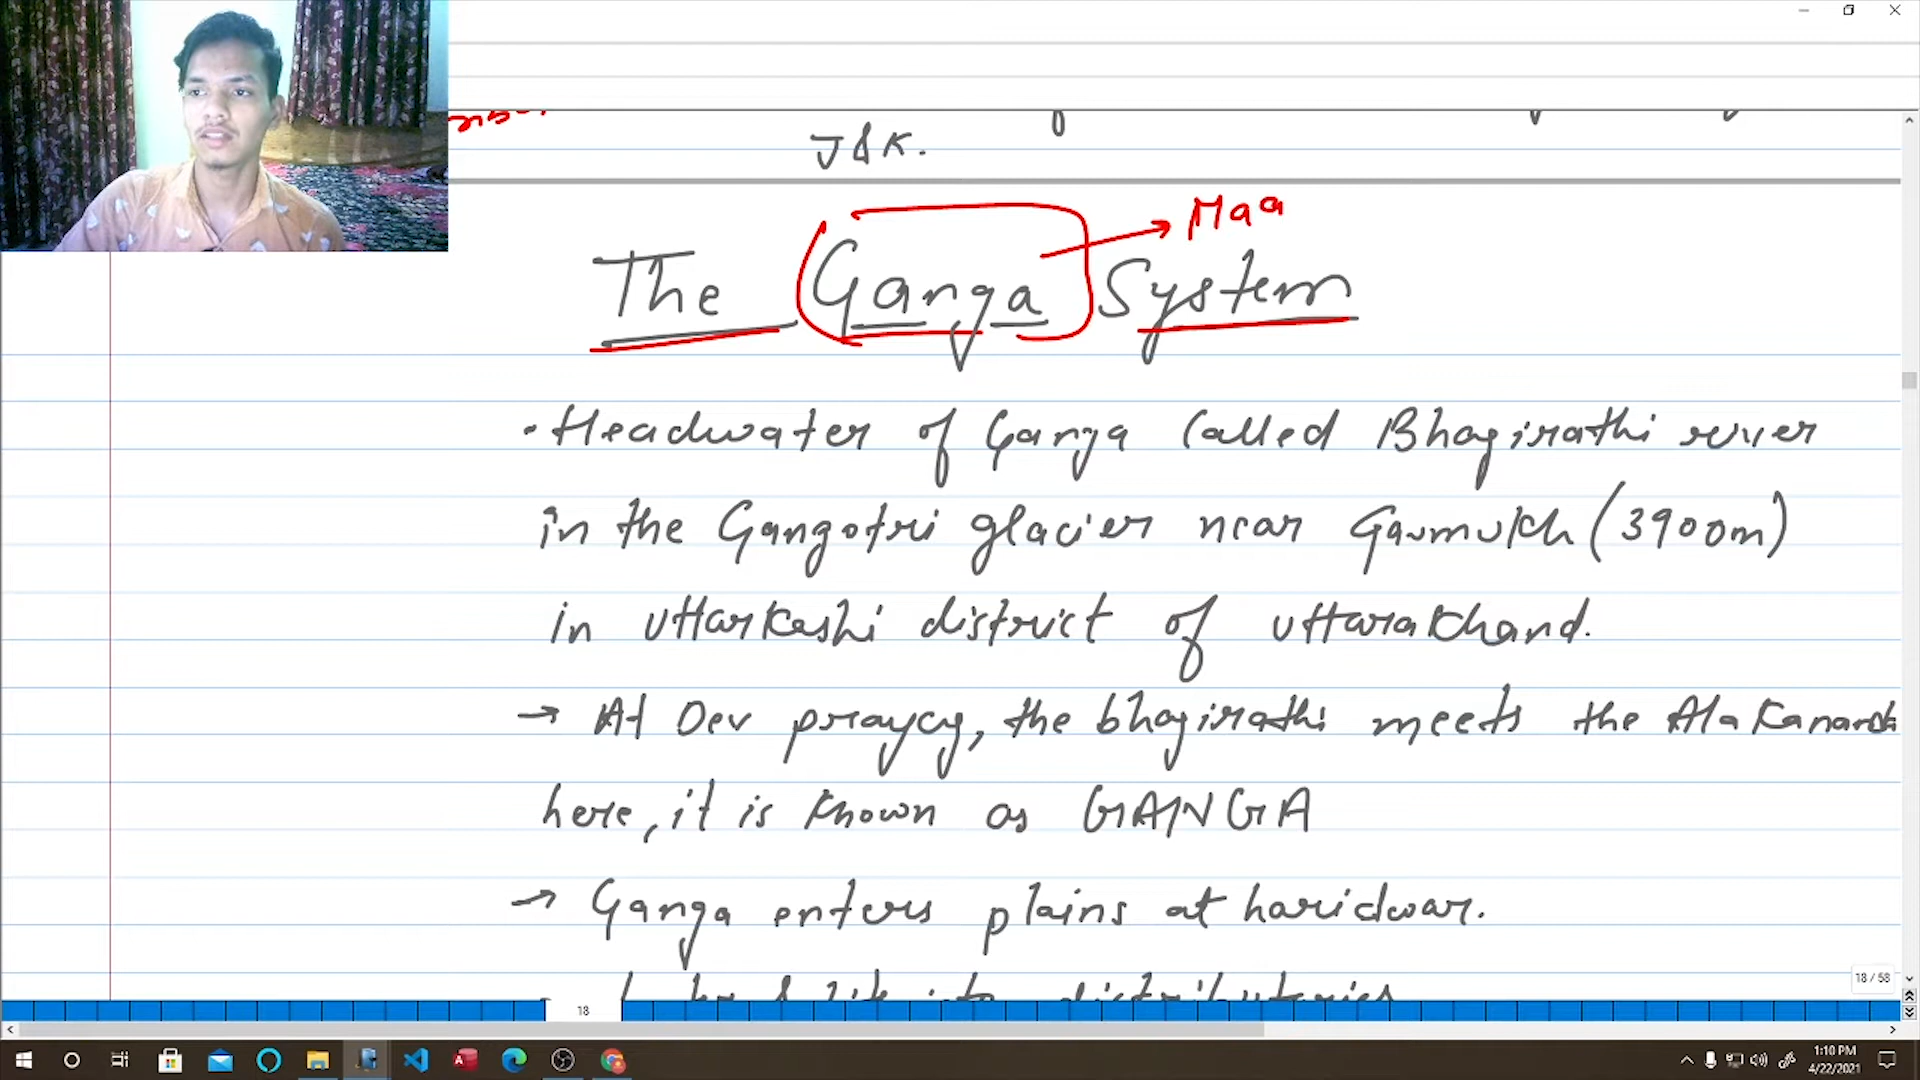 J&K.
Maa
The Ganga System
• Headwater of Ganga called Bhagirathi river
in the Gangotri glacier near Gaumukh (3900m)
in uttarkashi district of uttarakhand.
→ At Dev prayag, the bhagirathi meets the Alakananda
here, it is known as GANGA
→ Ganga enters plains at haridwar.
distributaries
18 / 58
18
1:10 PM
4/22/2021